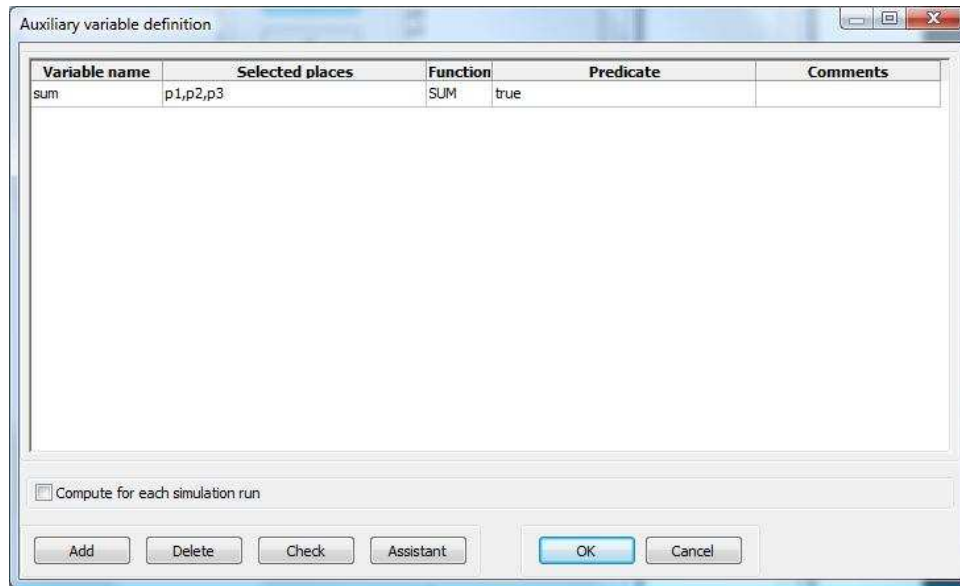 Auxiliary variable definition
Variable name Selected places Function Predicate Comments
sum p1,p2,p3 SUM true
Compute for each simulation run
Add Delete Check Assistant OK Cancel